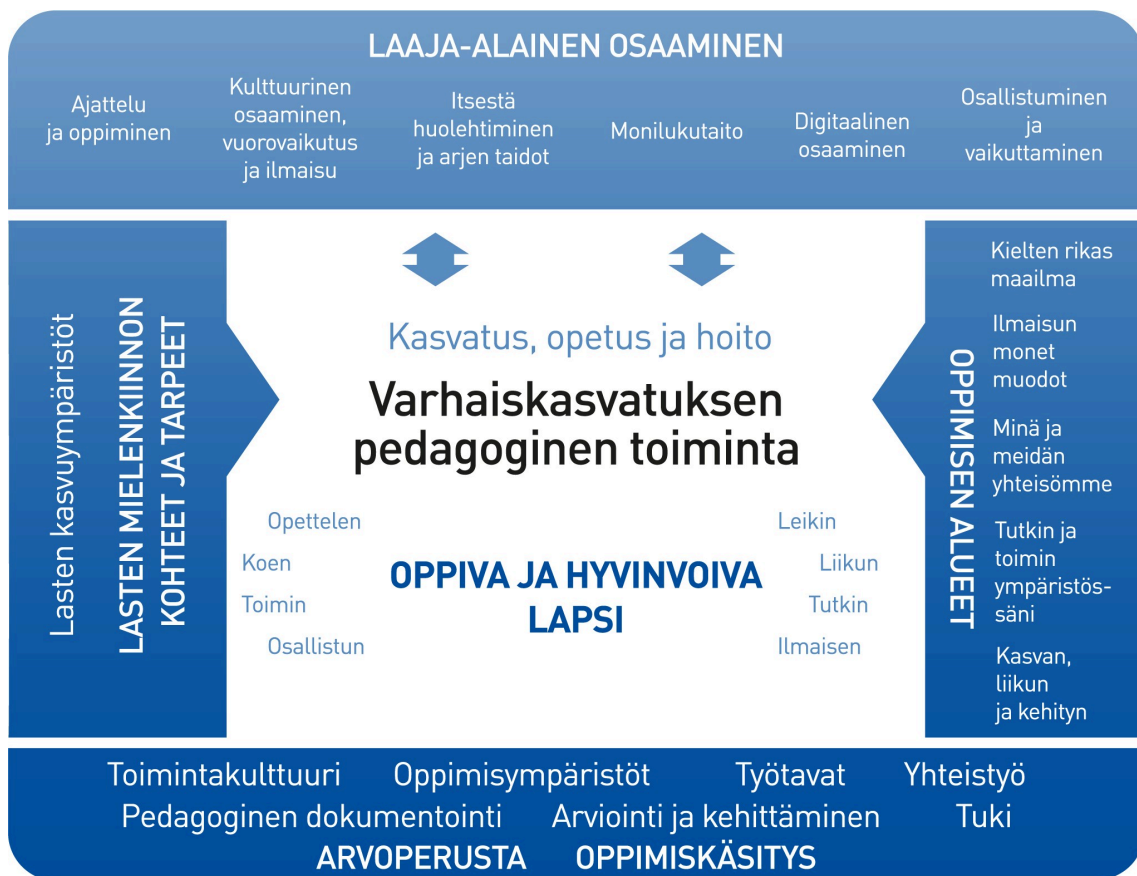 LAAJA-ALAINEN OSAAMINEN
Ajattelu
ja oppiminen
Kulttuurinen
osaaminen,
vuorovaikutus
ja ilmaisu
Itsestä
huolehtiminen
ja arjen taidot
Monilukutaito
Digitaalinen
osaaminen
Osallistuminen
ja
vaikuttaminen
Lasten kasvuympäristöt
LASTEN MIELENKIINNON
KOHTEET JA TARPEET
Kasvatus, opetus ja hoito
Varhaiskasvatuksen
pedagoginen toiminta
Opettelen
Koen
Toimin
Osallistun
OPPIVA JA HYVINVOIVA
LAPSI
Leikin
Liikun
Tutkin
Ilmaisen
OPPIMISEN ALUEET
Kielten rikas
maailma
Ilmaisun
monet
muodot
Minä ja
meidän
yhteisömme
Tutkin ja
toimin
ympäristös-
säni
Kasvan,
liikun
ja kehityn
Toimintakulttuuri Oppimisympäristöt Työtavat Yhteistyö
Pedagoginen dokumentointi Arviointi ja kehittäminen Tuki
ARVOPERUSTA OPPIMISKÄSITYS